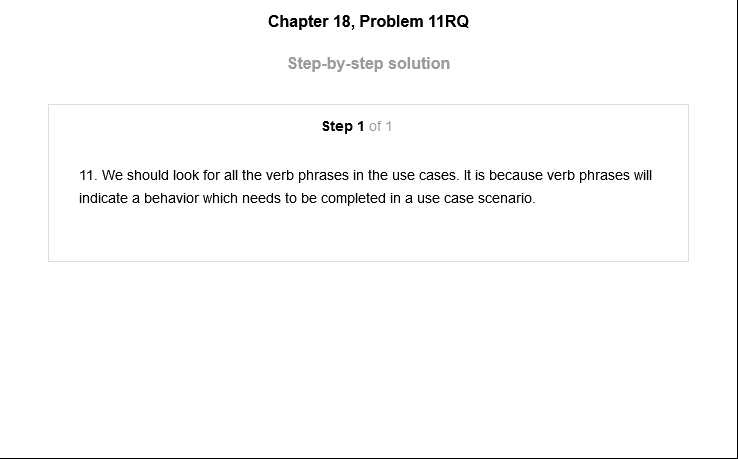 Chapter 18, Problem 11RQ
Step-by-step solution
Step 1 of 1
11. We should look for all the verb phrases in the use cases. It is because verb phrases will
indicate a behavior which needs to be completed in a use case scenario.